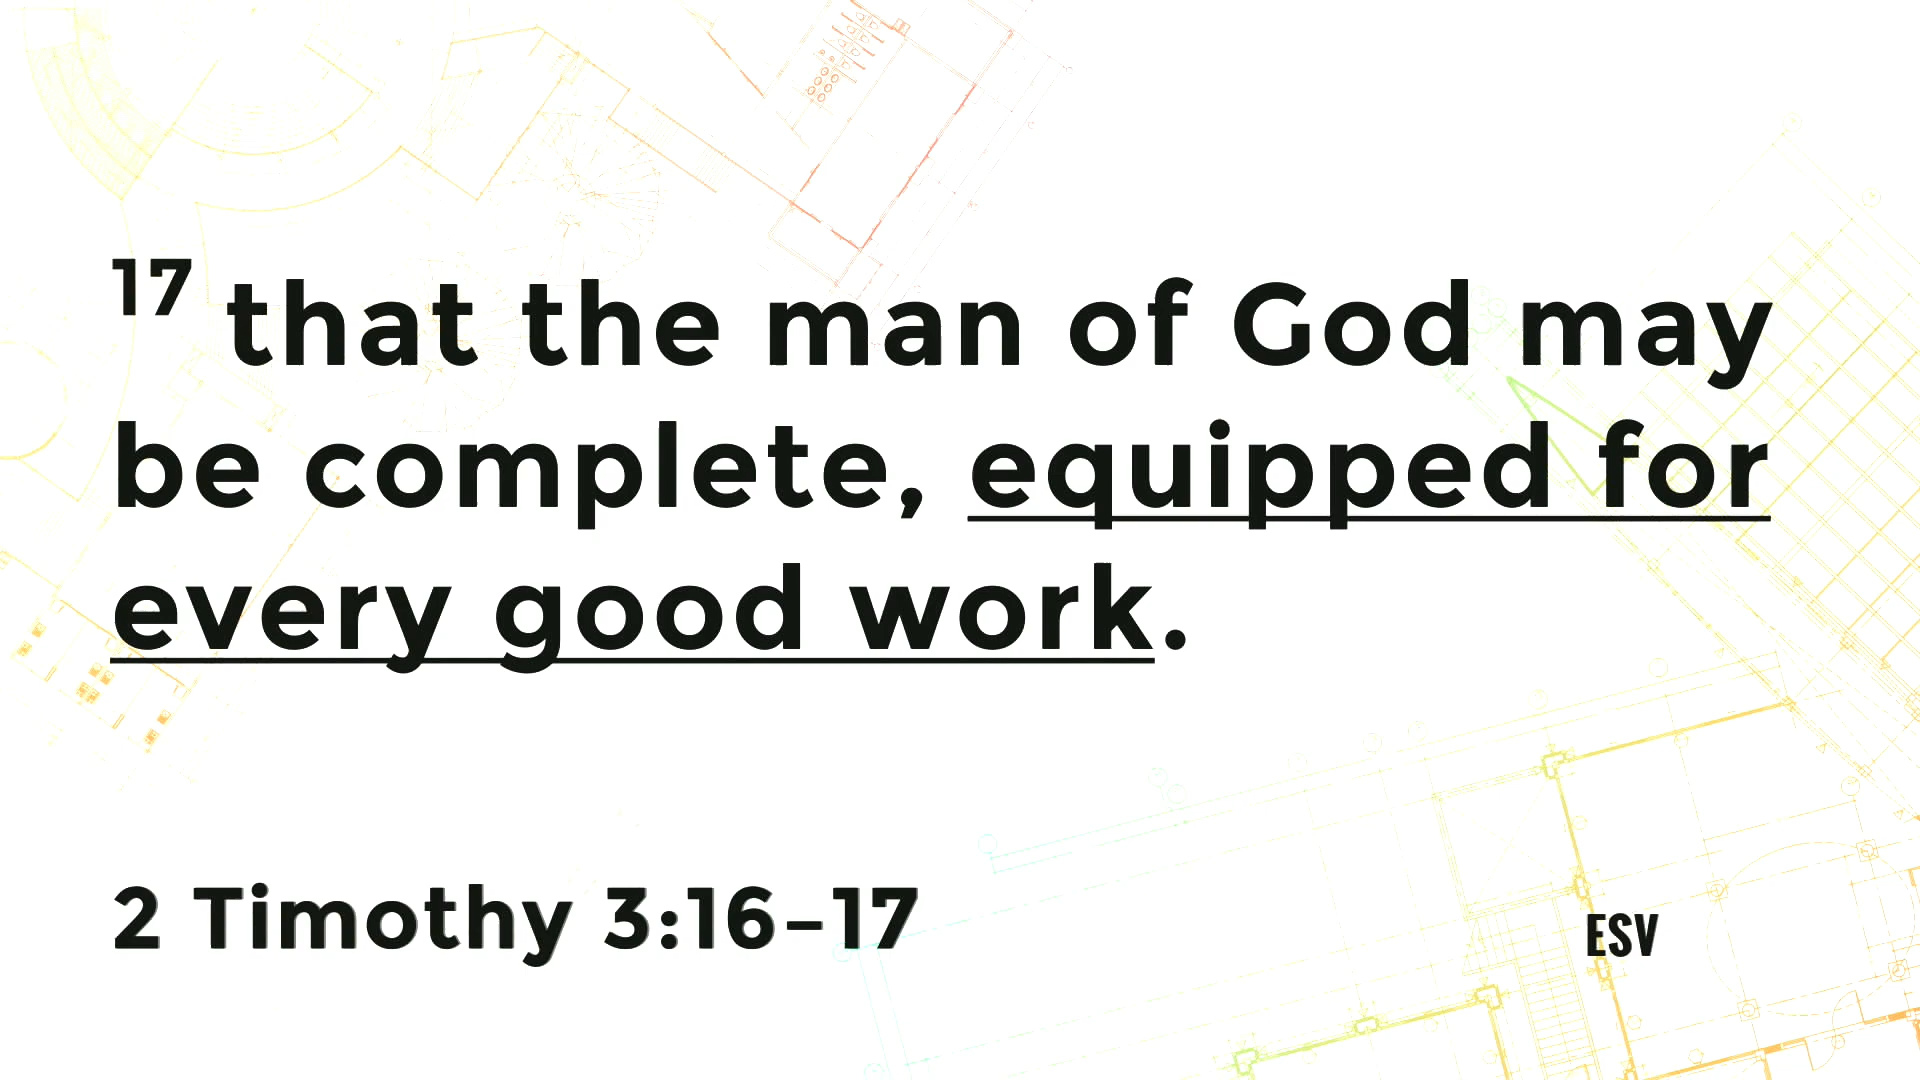 17 that the man of God may
be complete, equipped for
every good work.
2 Timothy 3:16–17
ESV